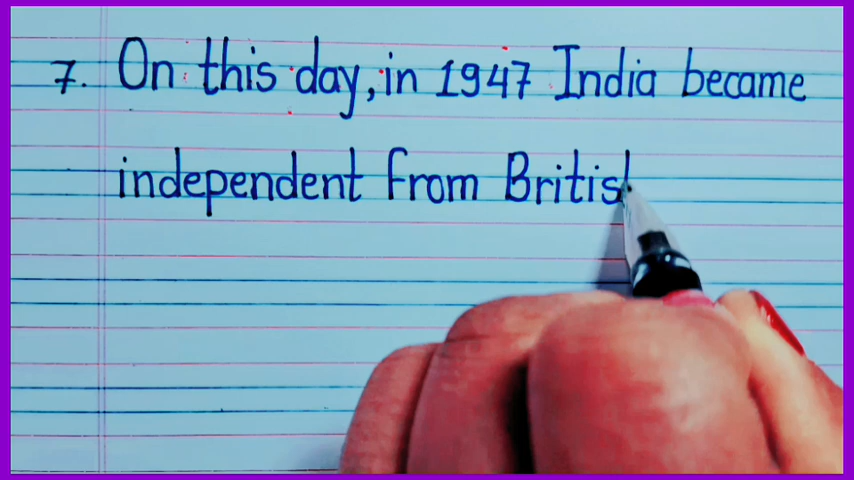 7. On this day, in 1947 India became
independent from Britis